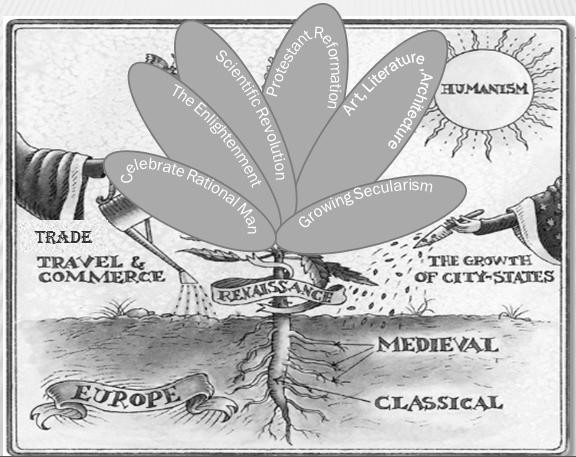 Celebrate Rational Man
The Enlightenment
Scientific Revolution
Protestant Reformation
Art, Literature Architecture
Growing Secularism
HUMANISM
TRADE
TRAVEL &
COMMERCE
THE GROWTH
OF CITY-STATES
RENAISSANCE
MEDIEVAL
EUROPE
CLASSICAL